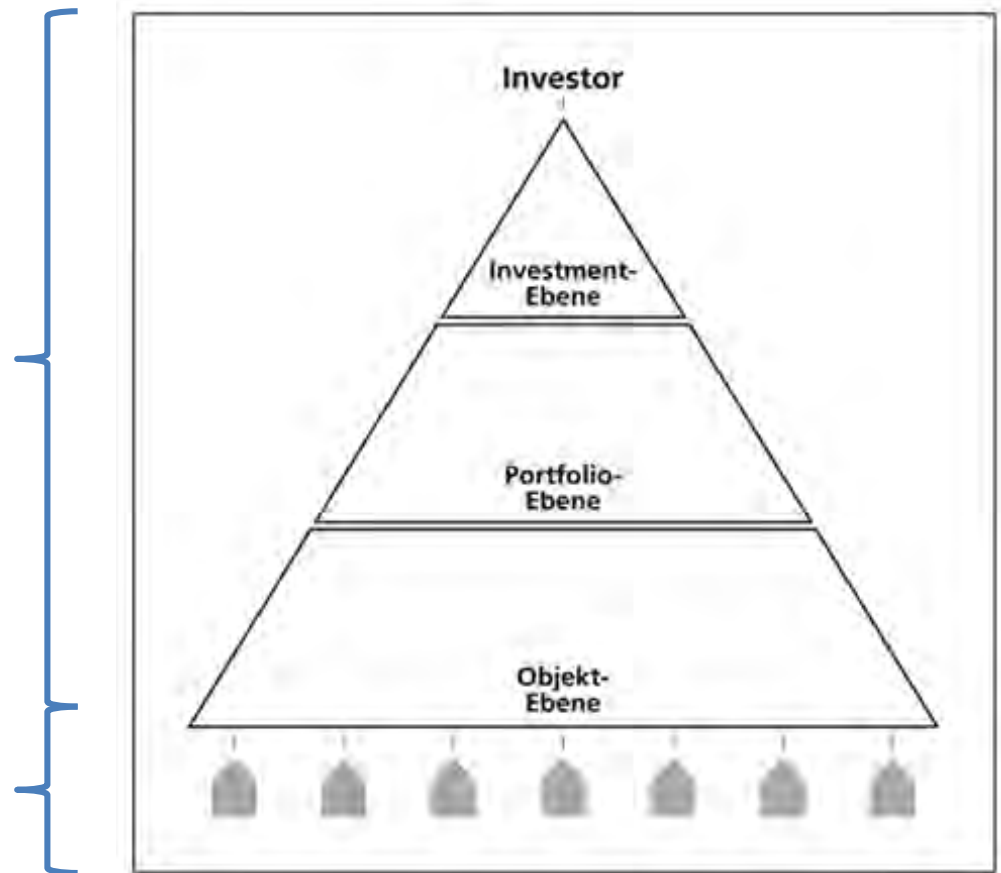 Investor
Investment-
Ebene
Portfolio-
Ebene
Objekt-
Ebene